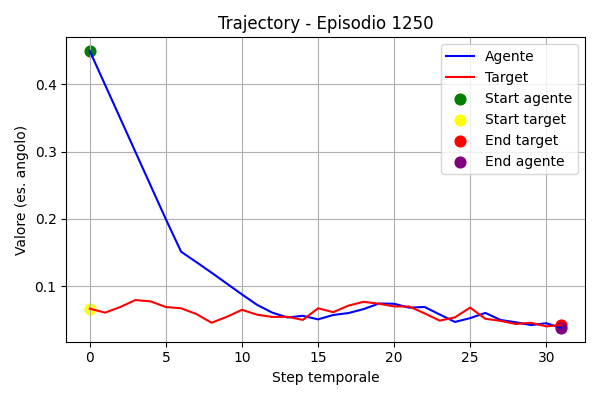 Trajectory - Episodio 1250
Agente
Target
Start agente
Start target
End target
End agente
Valore (es. angolo)
0.4
0.3
0.2
0.1
0 5 10 15 20 25 30
Step temporale